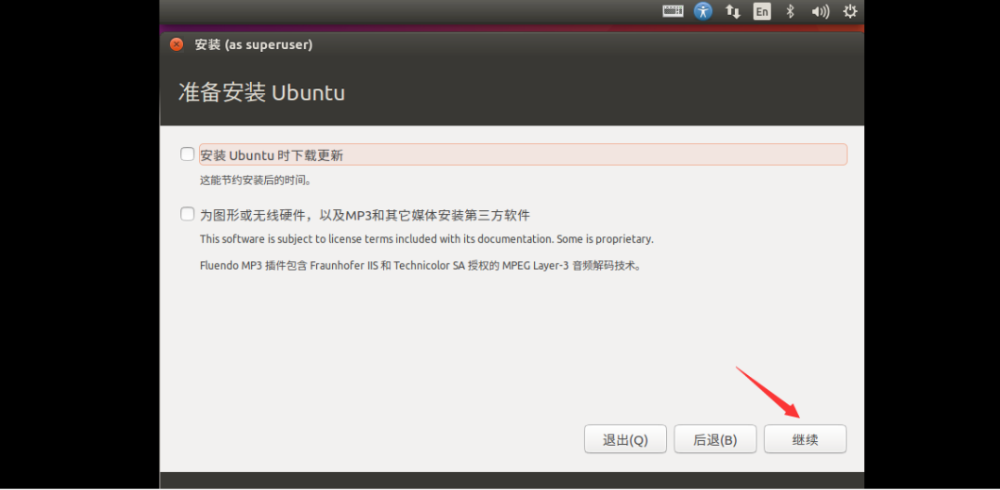 En
安装 (as superuser)
准备安装 Ubuntu
安装 Ubuntu 时下载更新
这能节约安装后的时间。
为图形或无线硬件，以及MP3和其它媒体安装第三方软件
This software is subject to license terms included with its documentation. Some is proprietary.
Fluendo MP3 插件包含 Fraunhofer IIS 和 Technicolor SA 授权的 MPEG Layer-3 音频解码技术。
退出(Q) 后退(B) 继续